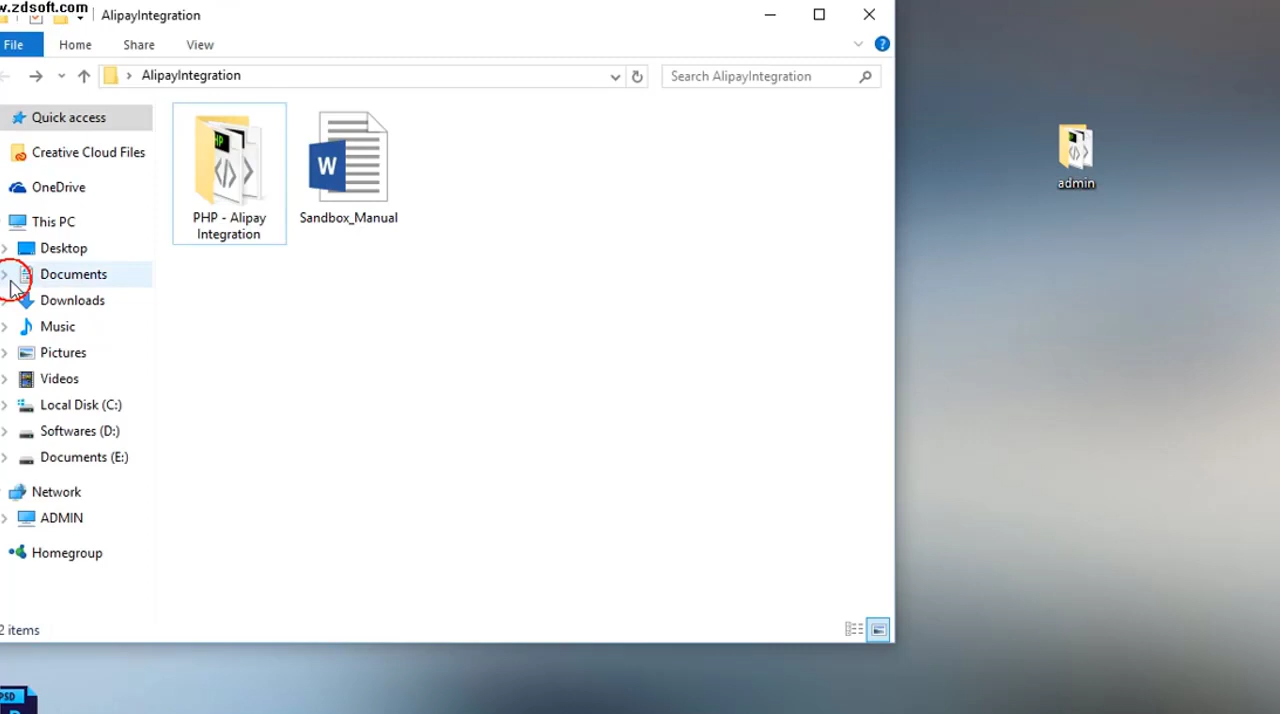 w.zdsoft.com
AlipayIntegration
File
Home
Share
View
AlipayIntegration
Search AlipayIntegration
Quick access
Creative Cloud Files
OneDrive
This PC
Desktop
Documents
Downloads
Music
Pictures
Videos
Local Disk (C:)
Softwares (D:)
Documents (E:)
Network
ADMIN
Homegroup
PHP - Alipay
Integration
W
Sandbox_Manual
2 items
admin
PSD